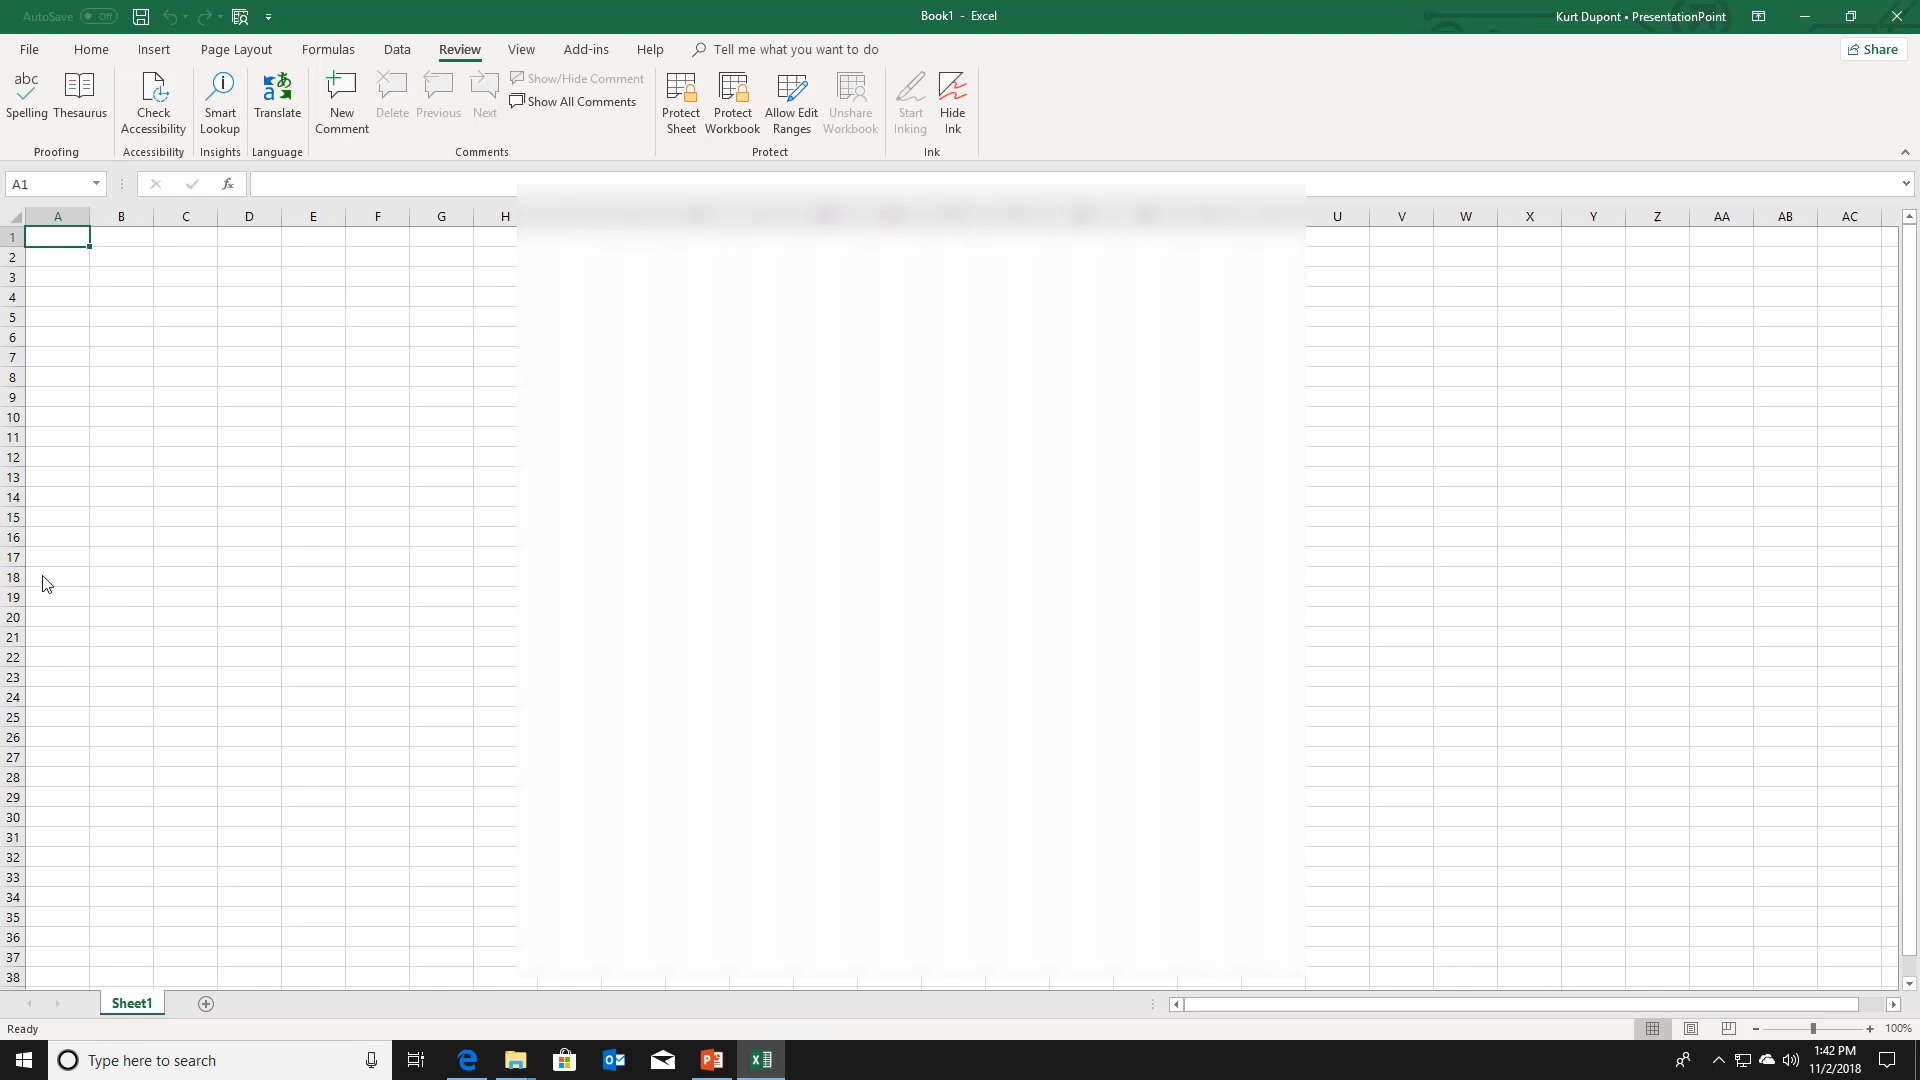 AutoSave Off
Book1 - Excel
Kurt Dupont • PresentationPoint
File Home Insert Page Layout Formulas Data Review View Add-ins Help Tell me what you want to do Share
abc
Spelling Thesaurus Check Accessibility Smart Lookup Translate New Comment Delete Previous Next Show/Hide Comment
Show All Comments
Protect Sheet Protect Workbook Allow Edit Ranges Unshare Workbook Start Inking Hide Ink
Proofing Accessibility Insights Language Comments Protect Ink
A1 fx
A B C D E F G H U V W X Y Z AA AB AC
1
2
3
4
5
6
7
8
9
10
11
12
13
14
15
16
17
18
19
20
21
22
23
24
25
26
27
28
29
30
31
32
33
34
35
36
37
38
Sheet1
Ready 100%
Type here to search
1:42 PM
11/2/2018